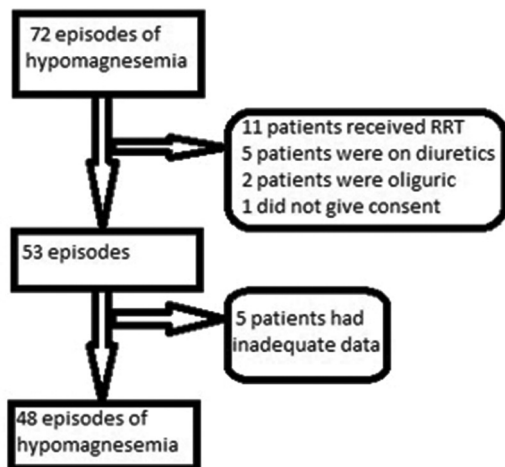 72 episodes of
hypomagnesemia
11 patients received RRT
5 patients were on diuretics
2 patients were oliguric
1 did not give consent
53 episodes
5 patients had
inadequate data
48 episodes of
hypomagnesemia